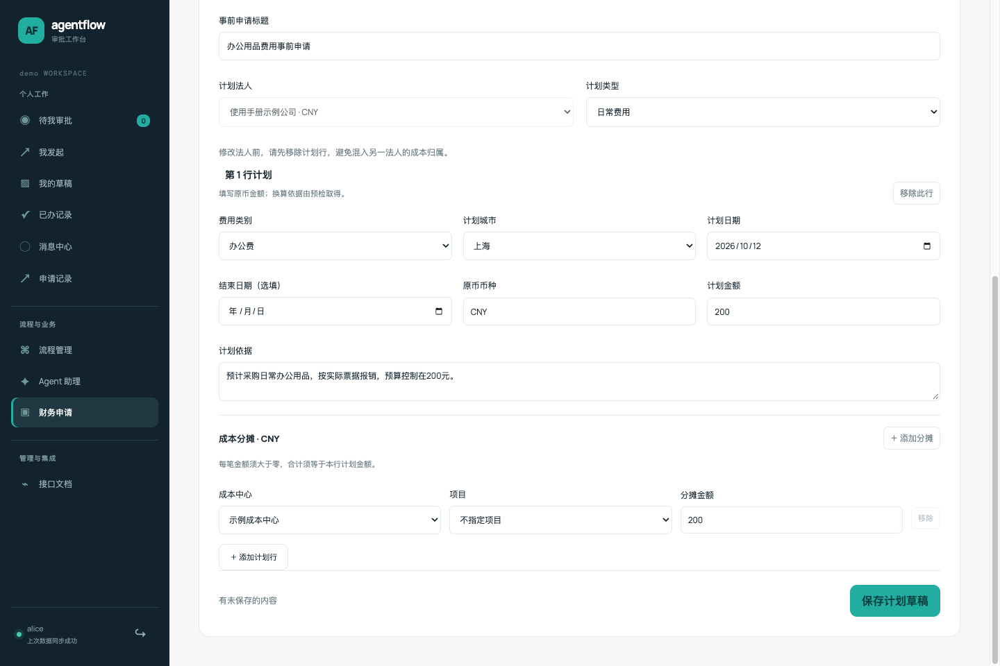 AF
agentflow
审批工作台
demo WORKSPACE
个人工作
待我审批
0
我发起
我的草稿
已办记录
消息中心
申请记录
流程与业务
流程管理
Agent 助理
财务申请
管理与集成
接口文档
alice
上次数据同步成功
事前申请标题
办公用品费用事前申请
计划法人
计划类型
使用手册示例公司 · CNY
日常费用
修改法人前，请先移除计划行，避免混入另一法人的成本归属。
第 1 行计划
填写原币金额；换算依据由预检取得。
移除此行
费用类别
计划城市
计划日期
办公费
上海
2026/10/12
结束日期（选填）
原币币种
计划金额
年 / 月 / 日
CNY
200
计划依据
预计采购日常办公用品，按实际票据报销，预算控制在200元。
成本分摊 · CNY
+ 添加分摊
每笔金额须大于零，合计须等于本行计划金额。
成本中心
项目
分摊金额
示例成本中心
不指定项目
200
移除
+ 添加计划行
有未保存的内容
保存计划草稿